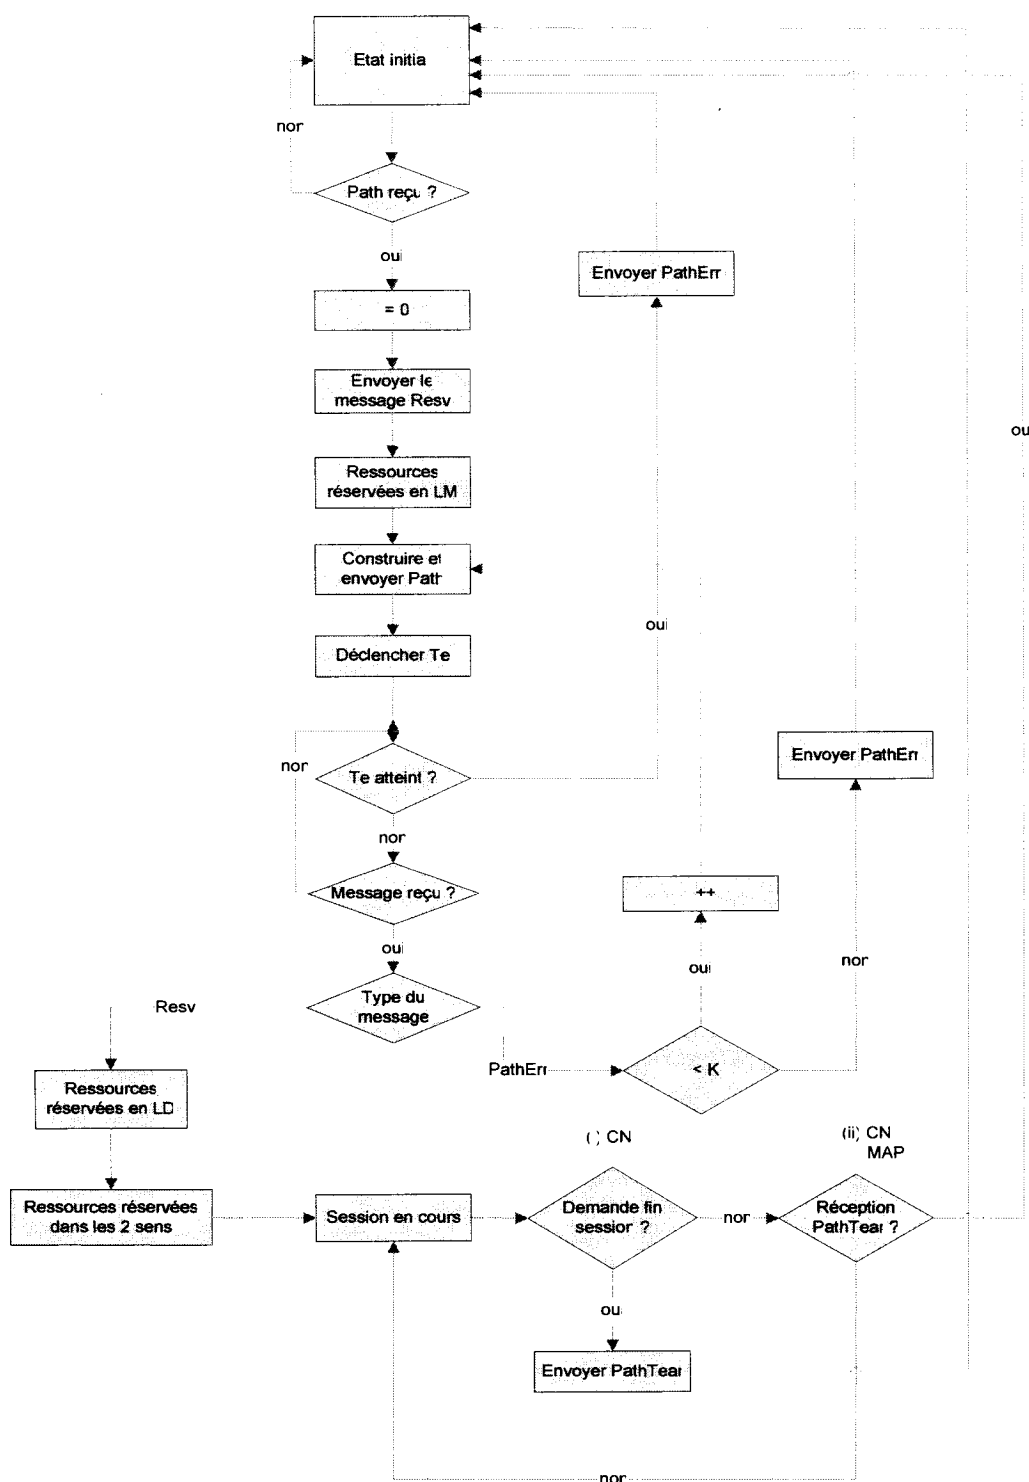 Etat initia
nor
Path reçu ?
oui
Envoyer PathErr
= 0
Envoyer le
message Resv
ou
Ressources
réservées en LM
Construire et
envoyer Path
oui
Déclencher Te
nor
Te atteint ?
Envoyer PathErr
nor
Message reçu ?
++
oui
oui
nor
Type du
message
Resv
PathErr
< K
Ressources
réservées en LD
( ) CN
(ii) CN
MAP
Ressources réservées
dans les 2 sens
Session en cours
Demande fin
session ?
nor
Réception
PathTear ?
ou
Envoyer PathTear
nor